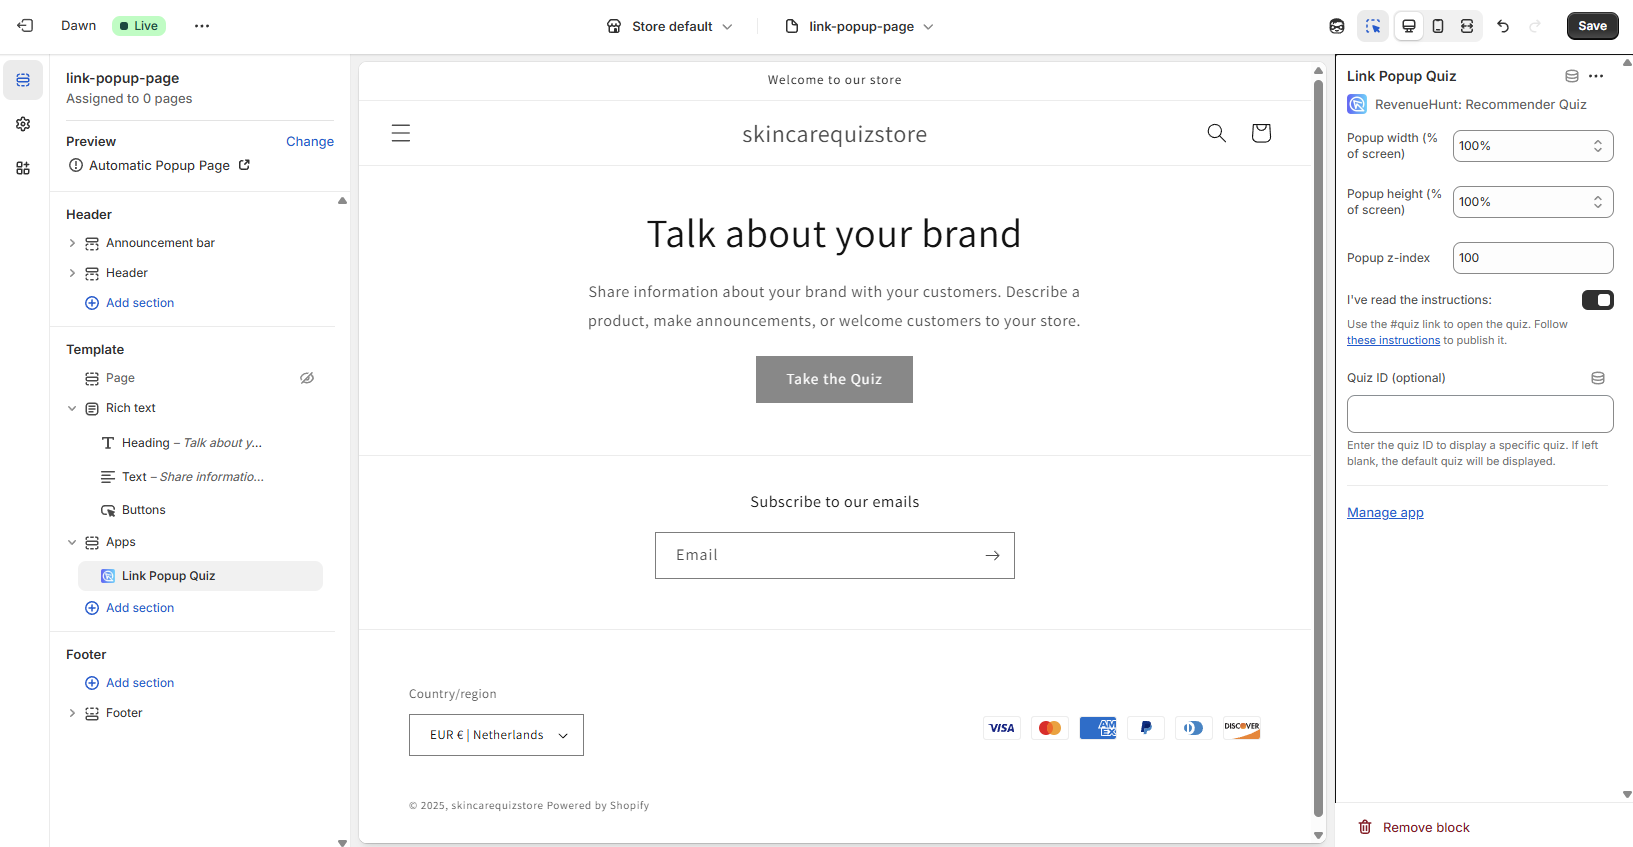 Dawn
Live
Store default
link-popup-page
Save
link-popup-page
Assigned to 0 pages
Preview
Change
Automatic Popup Page
Header
Announcement bar
Header
Add section
Template
Page
Rich text
Heading – Talk about y...
Text – Share informatio...
Buttons
Apps
Link Popup Quiz
Add section
Footer
Add section
Footer
Welcome to our store
skincarequizstore
Talk about your brand
Share information about your brand with your customers. Describe a
product, make announcements, or welcome customers to your store.
Take the Quiz
Subscribe to our emails
Email
Country/region
EUR € | Netherlands
VISA
AMEX
DISCOVER
© 2025, skincarequizstore Powered by Shopify
Link Popup Quiz
RevenueHunt: Recommender Quiz
Popup width (%
of screen)
100%
Popup height (%
of screen)
100%
Popup z-index
100
I've read the instructions:
Use the #quiz link to open the quiz. Follow
these instructions to publish it.
Quiz ID (optional)
Enter the quiz ID to display a specific quiz. If left
blank, the default quiz will be displayed.
Manage app
Remove block